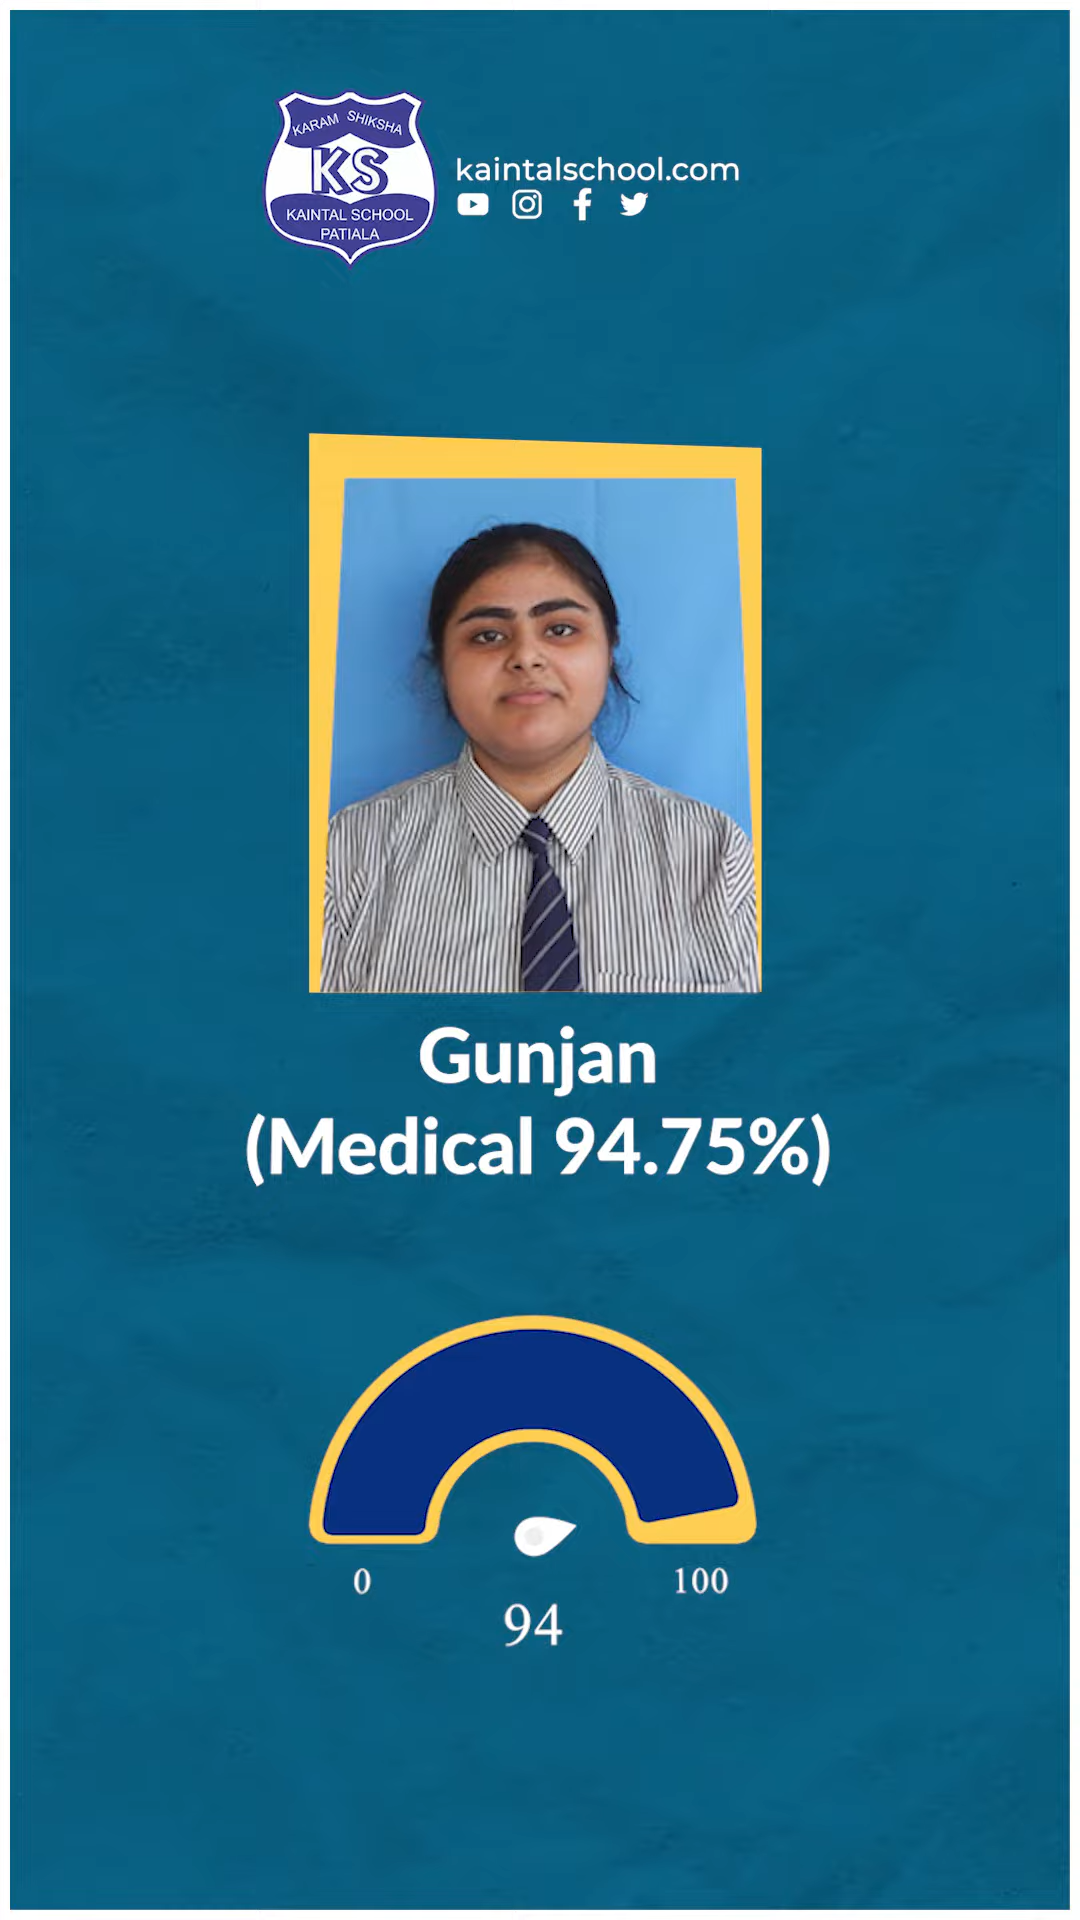 KARAM SHIKSHA
KS
KAINTAL SCHOOL
PATIALA
kaintalschool.com
Gunjan
(Medical 94.75%)
0
100
94